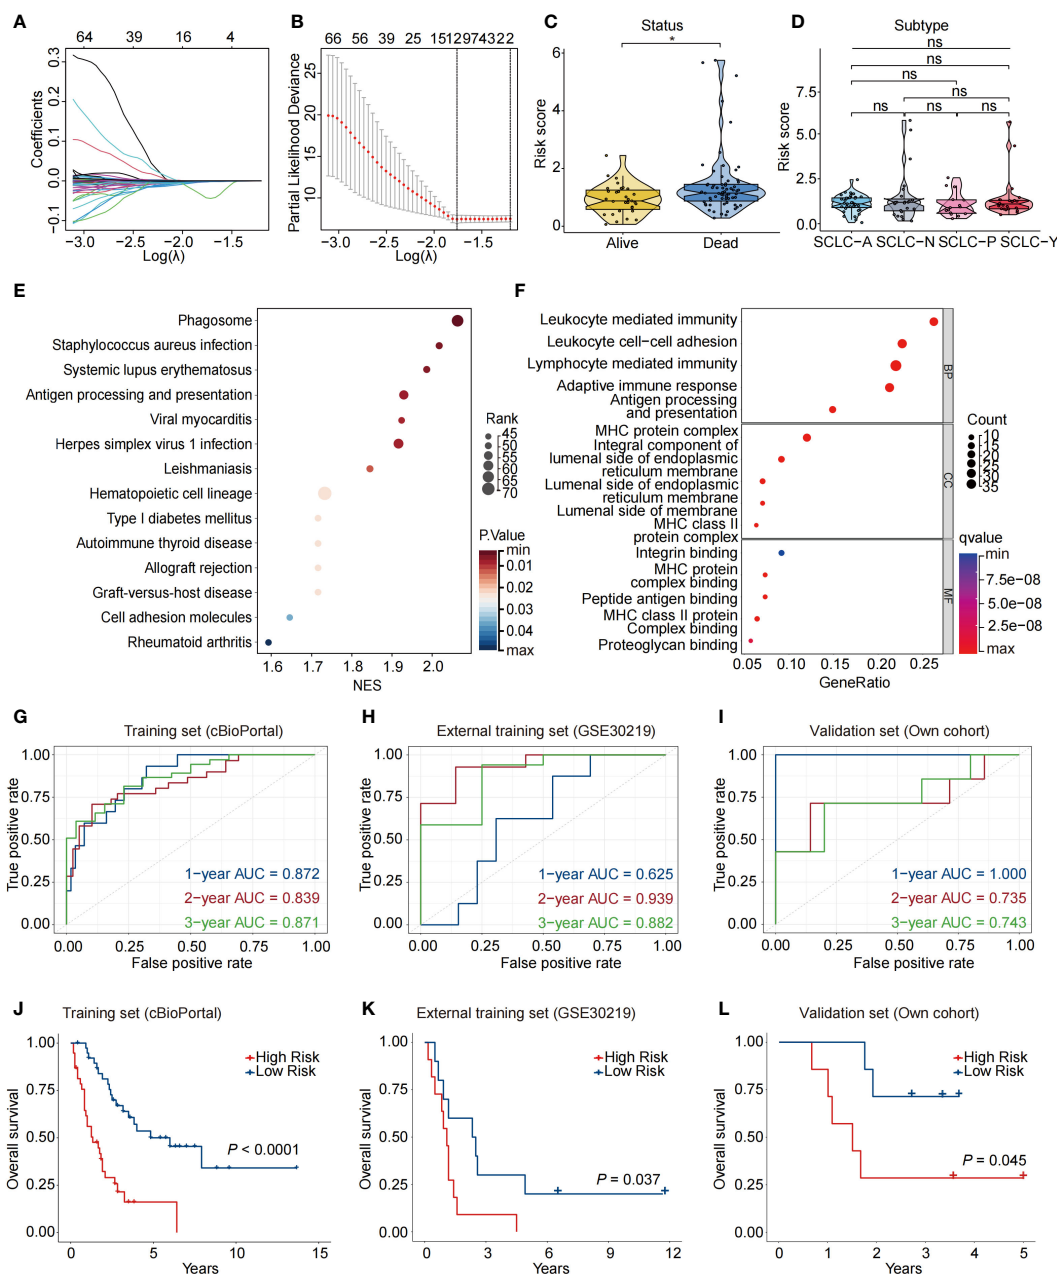 A
64 39 16 4
Coefficients
0.3
0.2
0.1
0.0
−0.1
−3.0 −2.5 −2.0 −1.5
Log(λ)
B
66 56 39 25 151297432 2
Partial Likelihood Deviance
25
20
15
10
−3.0 −2.5 −2.0 −1.5
Log(λ)
C
Status
*
Risk score
6
4
2
0
Alive Dead
D
Subtype
ns
ns
ns
ns
ns ns ns
Risk score
7.5
5.0
2.5
0.0
SCLC−A SCLC−N SCLC−P SCLC−Y
E
Phagosome
Staphylococcus aureus infection
Systemic lupus erythematosus
Antigen processing and presentation
Viral myocarditis
Herpes simplex virus 1 infection
Leishmaniasis
Hematopoietic cell lineage
Type I diabetes mellitus
Autoimmune thyroid disease
Allograft rejection
Graft−versus−host disease
Cell adhesion molecules
Rheumatoid arthritis
1.6 1.7 1.8 1.9 2.0
NES
Rank
45
50
55
60
65
70
P.Value
min
0.01
0.02
0.03
0.04
max
F
Leukocyte mediated immunity
Leukocyte cell−cell adhesion
Lymphocyte mediated immunity
Adaptive immune response
Antigen processing
and presentation
MHC protein complex
Integral component of
lumenal side of endoplasmic
reticulum membrane
Lumenal side of endoplasmic
reticulum membrane
Lumenal side of membrane
MHC class II
protein complex
Integrin binding
MHC protein
complex binding
Peptide antigen binding
MHC class II protein
Complex binding
Proteoglycan binding
BP
CC
MF
0.05 0.10 0.15 0.20 0.25
GeneRatio
Count
10
15
20
25
30
35
qvalue
min
7.5e−08
5.0e−08
2.5e−08
max
G
Training set (cBioPortal)
True positive rate
1.00
0.75
0.50
0.25
0.00
1−year AUC = 0.872
2−year AUC = 0.839
3−year AUC = 0.871
0.00 0.25 0.50 0.75 1.00
False positive rate
H
External training set (GSE30219)
True positive rate
1.00
0.75
0.50
0.25
0.00
1−year AUC = 0.625
2−year AUC = 0.939
3−year AUC = 0.882
0.00 0.25 0.50 0.75 1.00
False positive rate
I
Validation set (Own cohort)
True positive rate
1.00
0.75
0.50
0.25
0.00
1−year AUC = 1.000
2−year AUC = 0.735
3−year AUC = 0.743
0.00 0.25 0.50 0.75 1.00
False positive rate
J
Training set (cBioPortal)
Overall survival
1.00
0.75
0.50
0.25
0.00
High Risk
Low Risk
P < 0.0001
0 5 10 15
Years
K
External training set (GSE30219)
Overall survival
1.00
0.75
0.50
0.25
0.00
High Risk
Low Risk
P = 0.037
0 3 6 9 12
Years
L
Validation set (Own cohort)
Overall survival
1.00
0.75
0.50
0.25
0.00
High Risk
Low Risk
P = 0.045
0 1 2 3 4 5
Years